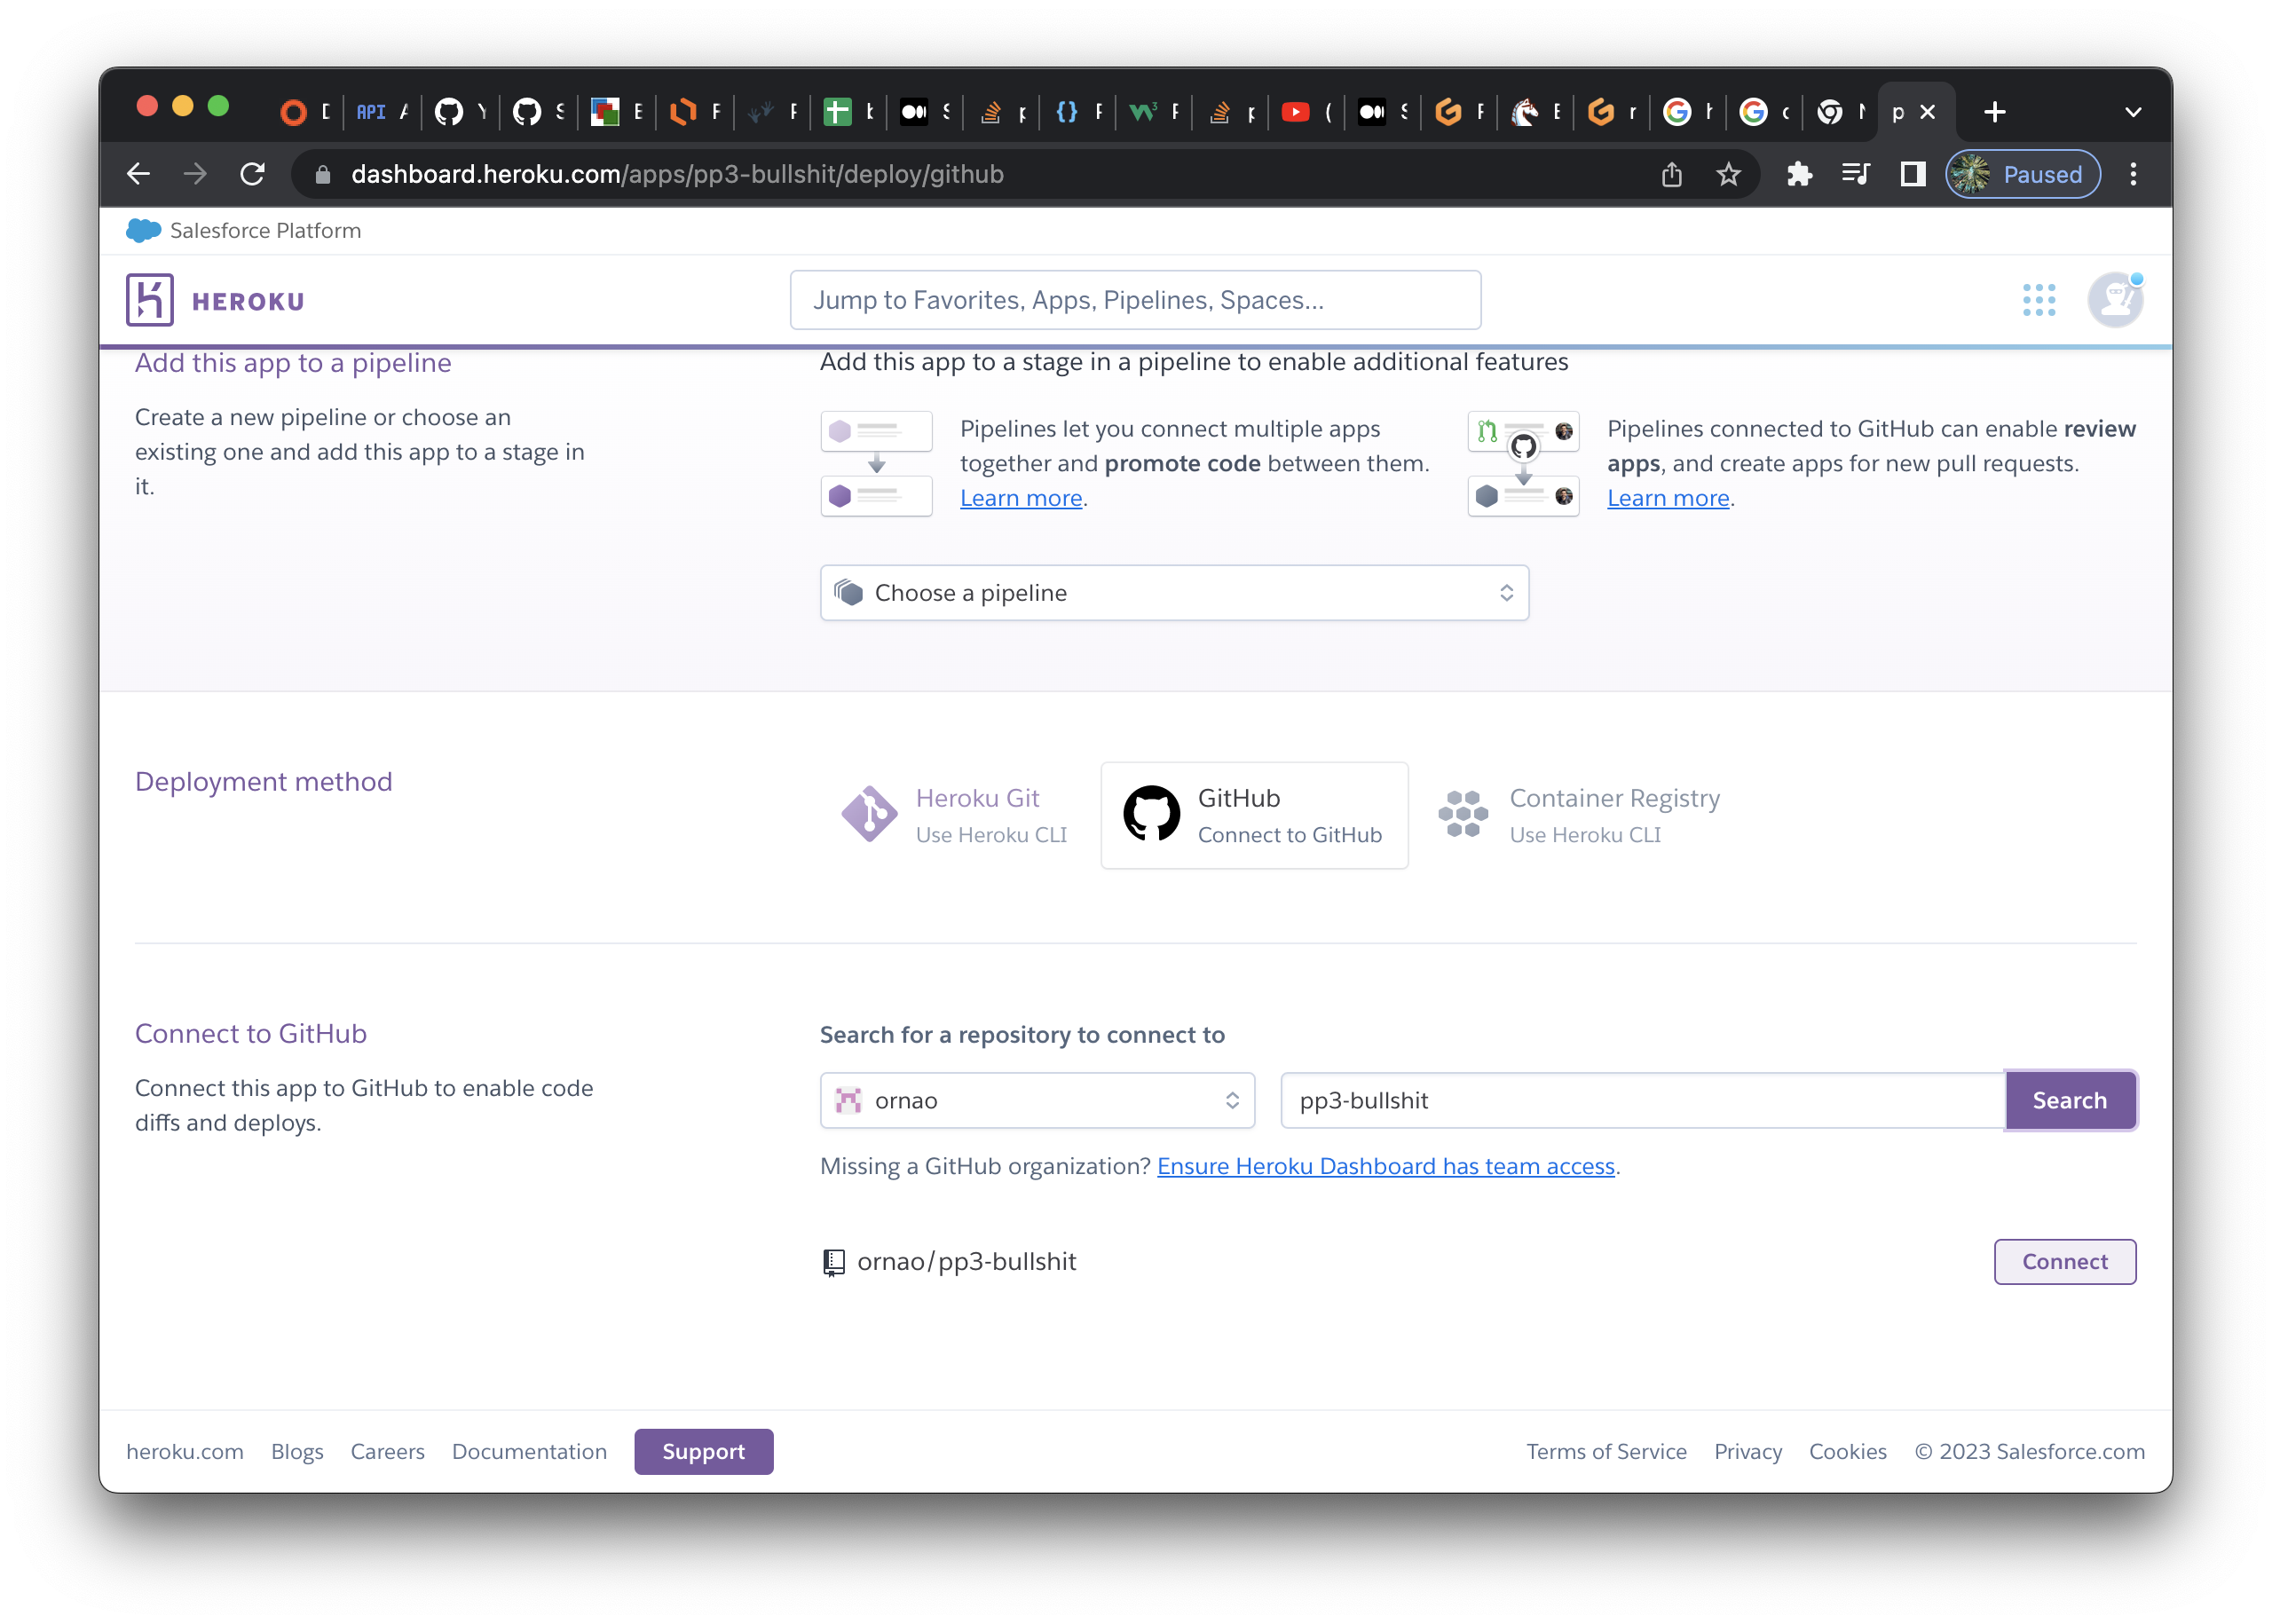 API
dashboard.heroku.com/apps/pp3-bullshit/deploy/github
Paused
Salesforce Platform
HEROKU
Jump to Favorites, Apps, Pipelines, Spaces...
Add this app to a pipeline
Create a new pipeline or choose an
existing one and add this app to a stage in
it.
Add this app to a stage in a pipeline to enable additional features
Pipelines let you connect multiple apps
together and promote code between them.
Learn more.
Pipelines connected to GitHub can enable review
apps, and create apps for new pull requests.
Learn more.
Choose a pipeline
Deployment method
Heroku Git
Use Heroku CLI
GitHub
Connect to GitHub
Container Registry
Use Heroku CLI
Connect to GitHub
Connect this app to GitHub to enable code
diffs and deploys.
Search for a repository to connect to
ornao
pp3-bullshit
Search
Missing a GitHub organization? Ensure Heroku Dashboard has team access.
ornao/pp3-bullshit
Connect
heroku.com Blogs Careers Documentation Support
Terms of Service Privacy Cookies © 2023 Salesforce.com